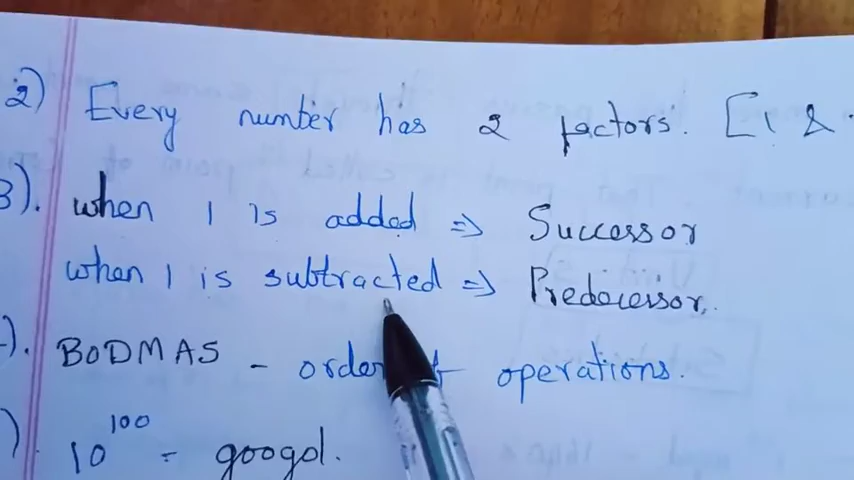 2) Every number has 2 factors. [1 &
3). when 1 is added => Successor
when 1 is subtracted => Predecessor.
). BODMAS - order of operations.
). 10^100 = googol.